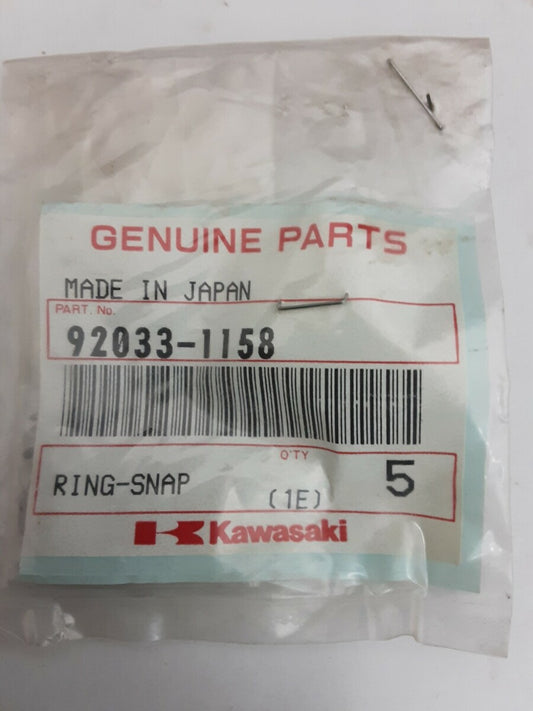 GENUINE PARTS
MADE IN JAPAN
PART. No.
92033-1158
Q'TY
RING-SNAP (1E) 5
Kawasaki